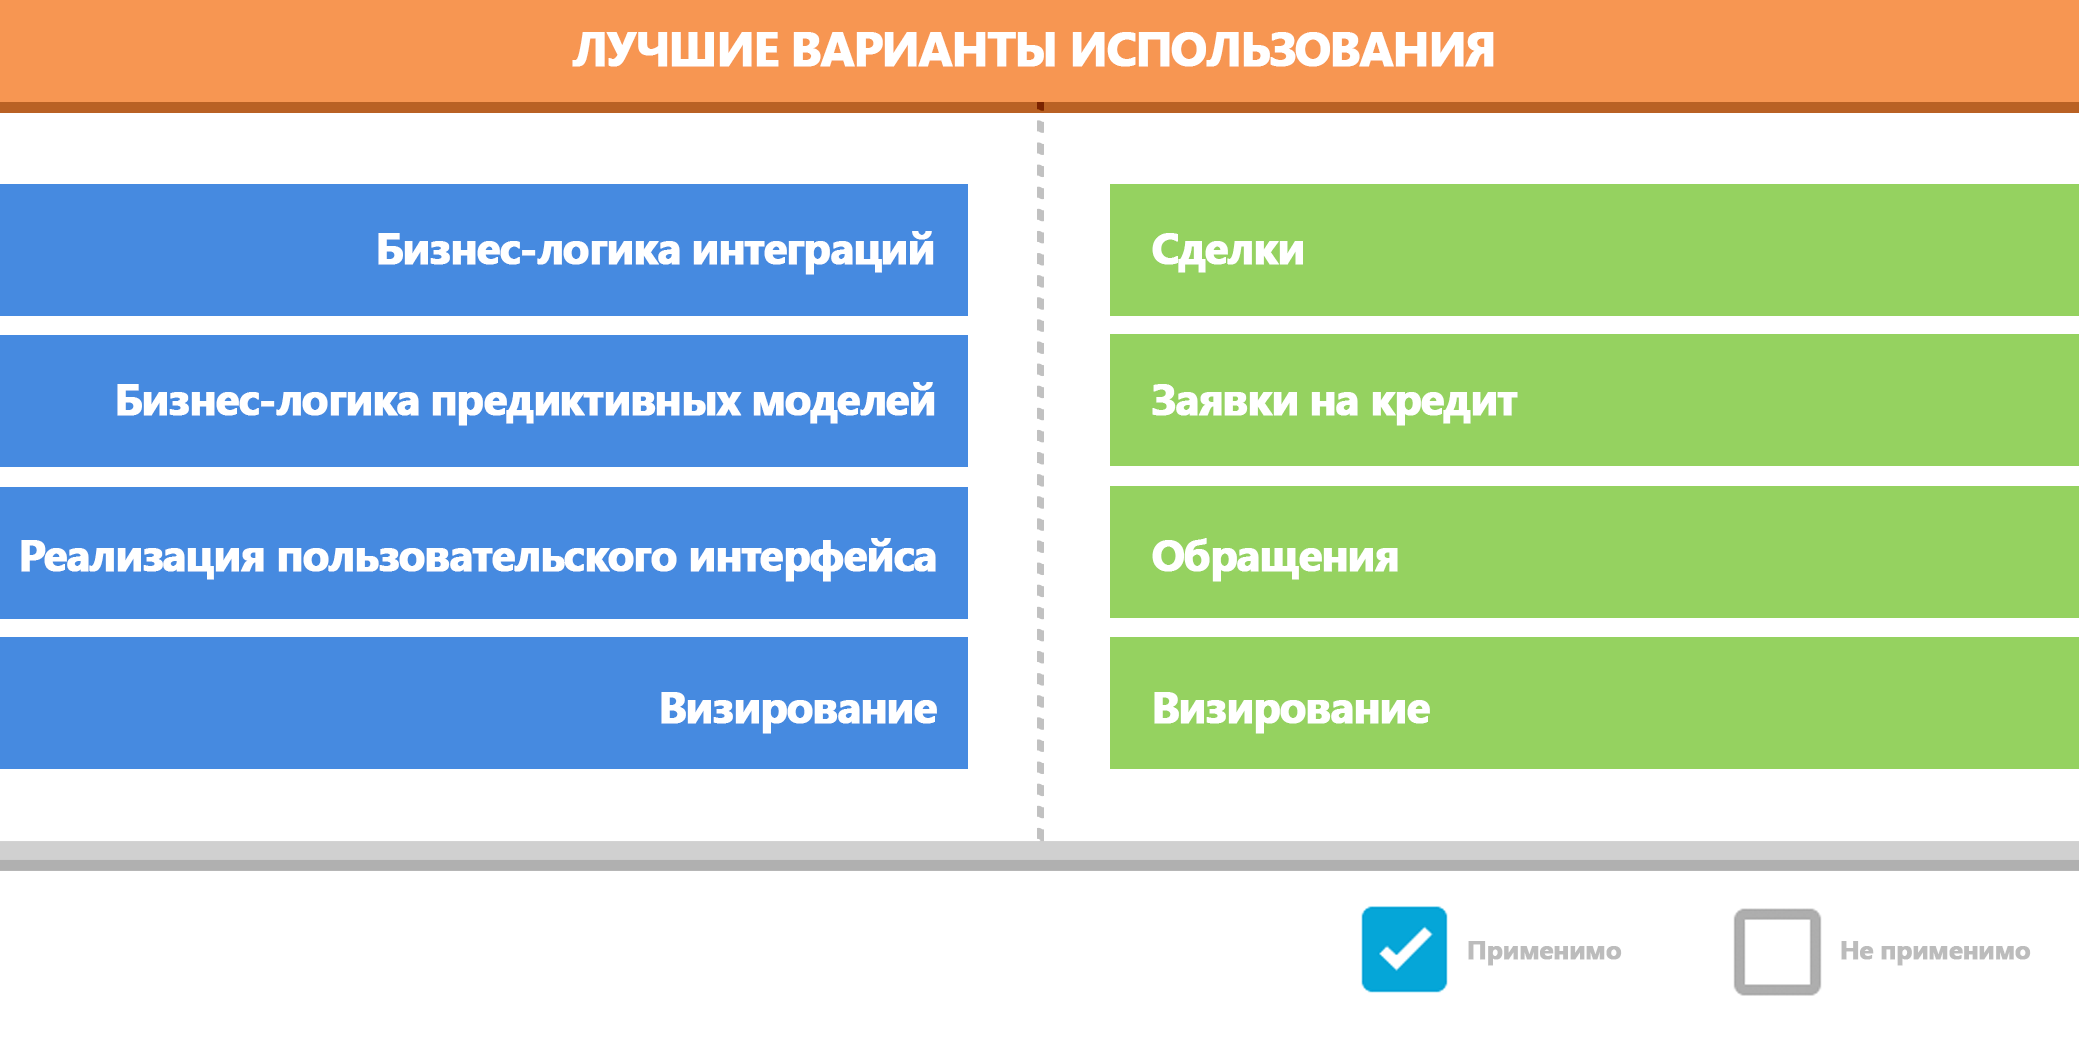 ЛУЧШИЕ ВАРИАНТЫ ИСПОЛЬЗОВАНИЯ
Бизнес-логика интеграций
Сделки
Бизнес-логика предиктивных моделей
Заявки на кредит
Реализация пользовательского интерфейса
Обращения
Визирование
Визирование
Применимо
Не применимо